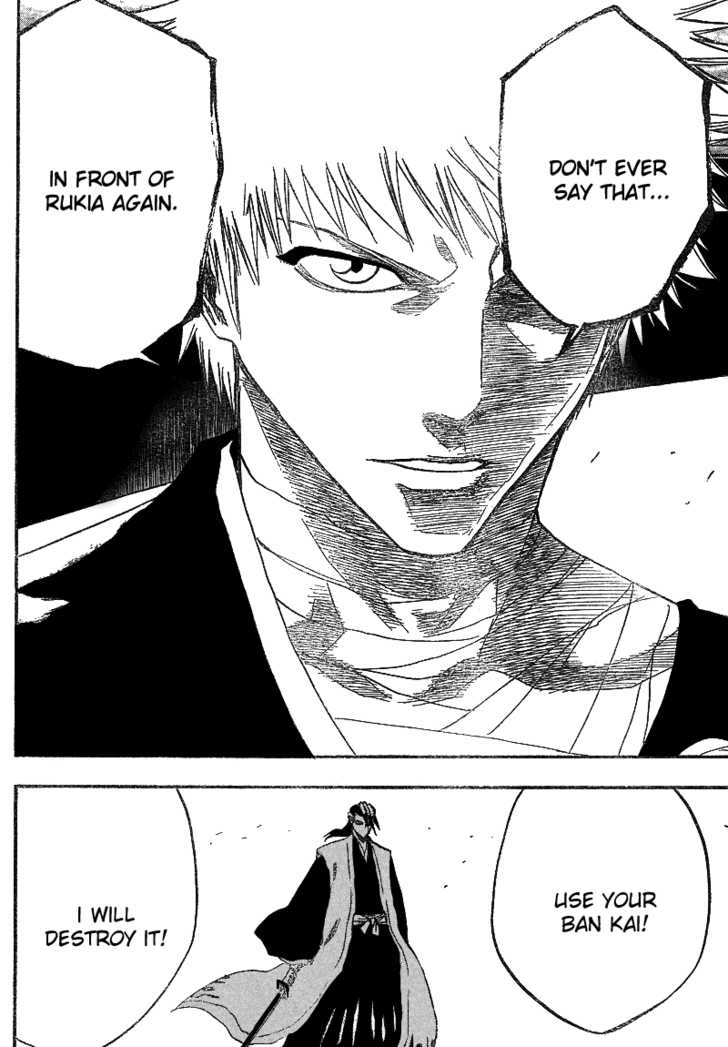 DON'T EVER
SAY THAT...
IN FRONT OF
RUKIA AGAIN.
USE YOUR
BAN KAI!
I WILL
DESTROY IT!